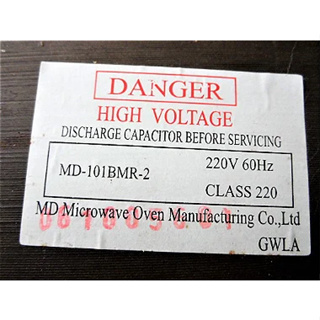 DANGER
HIGH VOLTAGE
DISCHARGE CAPACITOR BEFORE SERVICING
MD-101BMR-2
220V 60Hz
CLASS 220
MD Microwave Oven Manufacturing Co.,Ltd
GWLA